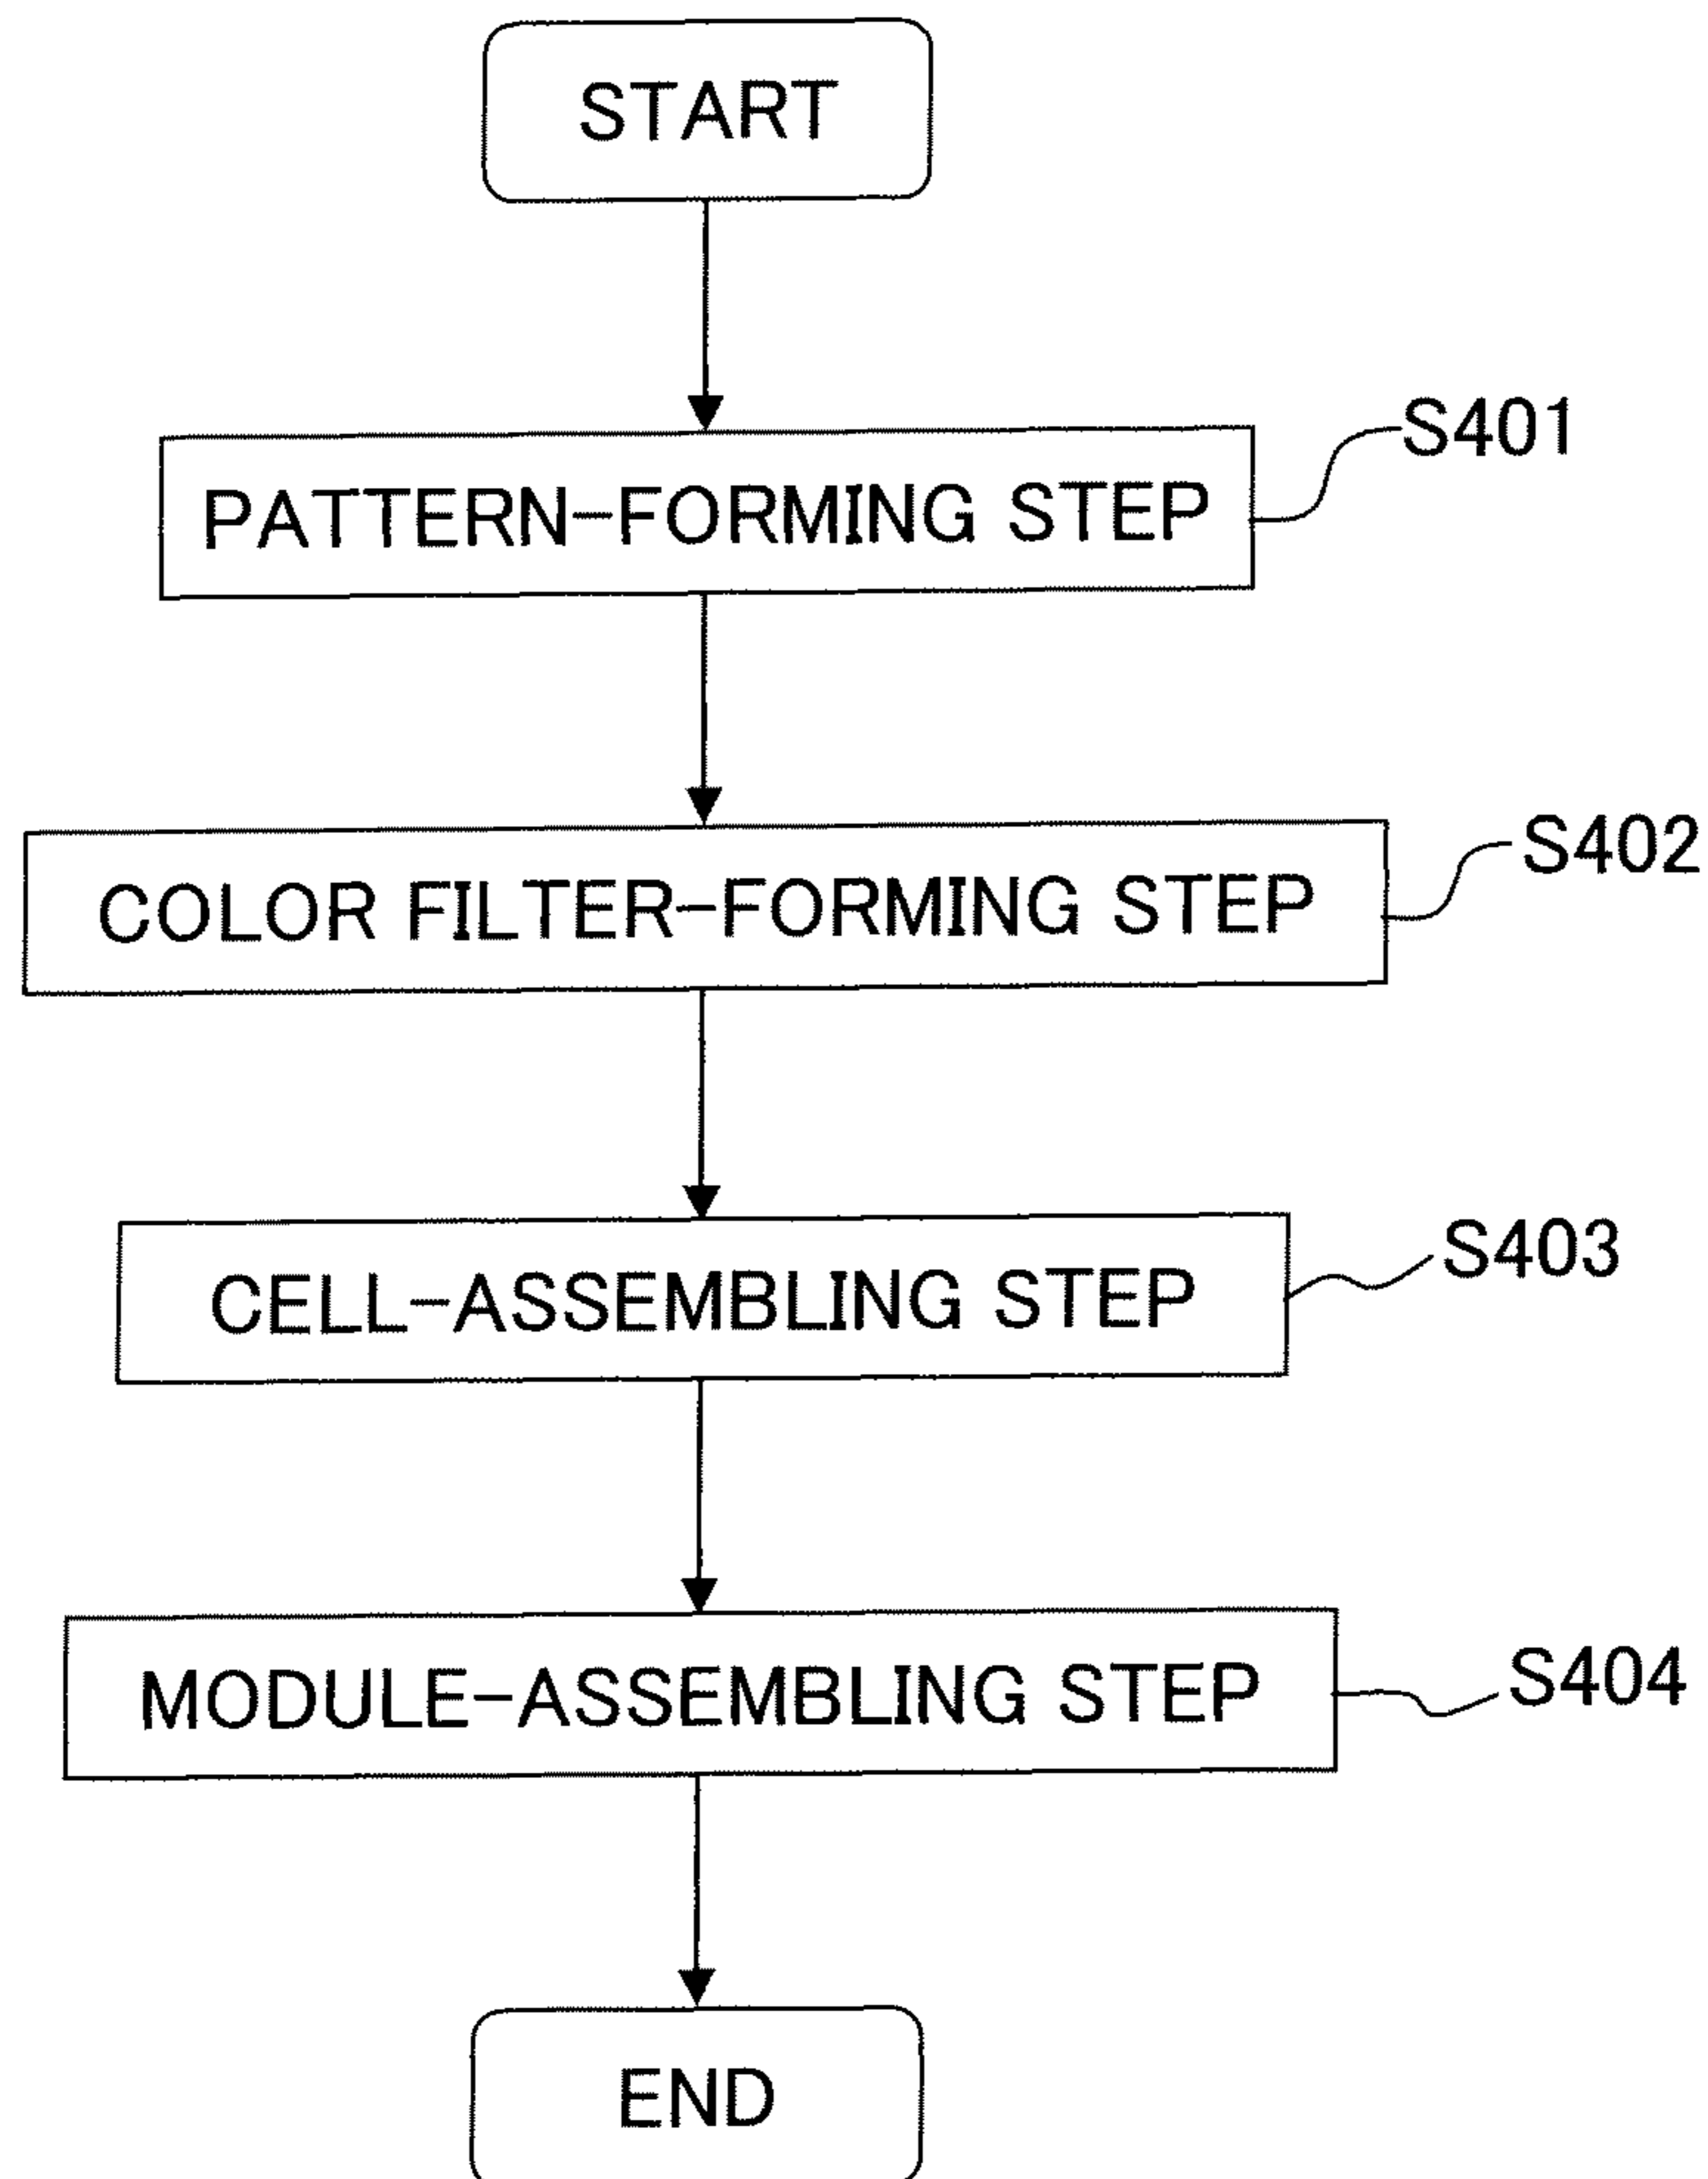 START
PATTERN-FORMING STEP
S401
COLOR FILTER-FORMING STEP
S402
CELL-ASSEMBLING STEP
S403
MODULE-ASSEMBLING STEP
S404
END